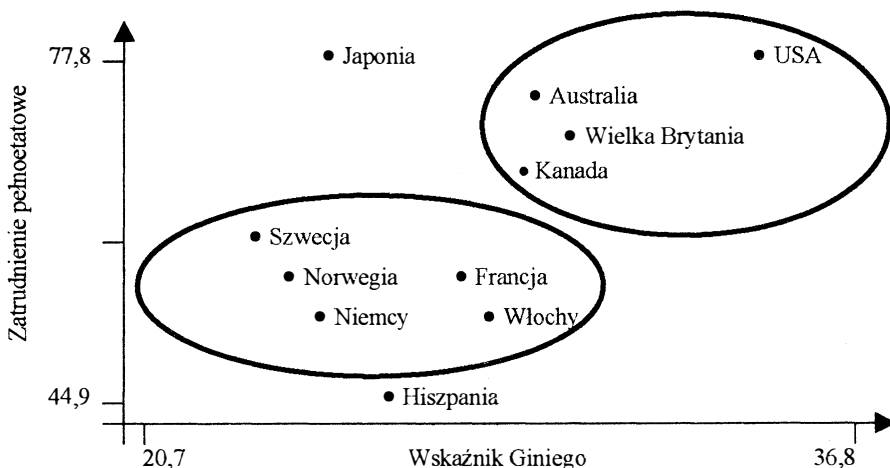 77,8
Japonia
USA
Australia
Wielka Brytania
Kanada
Zatrudnienie pełnoetatowe
Szwecja
Norwegia
Francja
Niemcy
Włochy
44,9
Hiszpania
20,7
Wskaźnik Giniego
36,8